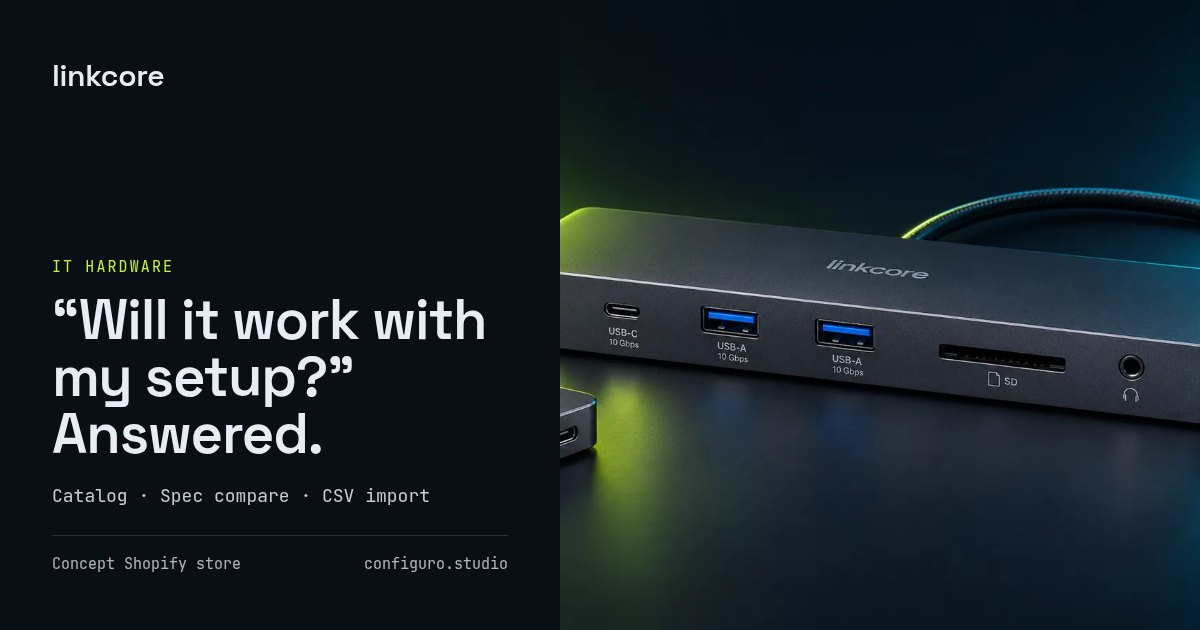 linkcore
IT HARDWARE
“Will it work with
my setup?”
Answered.
Catalog · Spec compare · CSV import
Concept Shopify store
configuro.studio
linkcore
USB-C
10 Gbps
USB-A
10 Gbps
USB-A
10 Gbps
SD